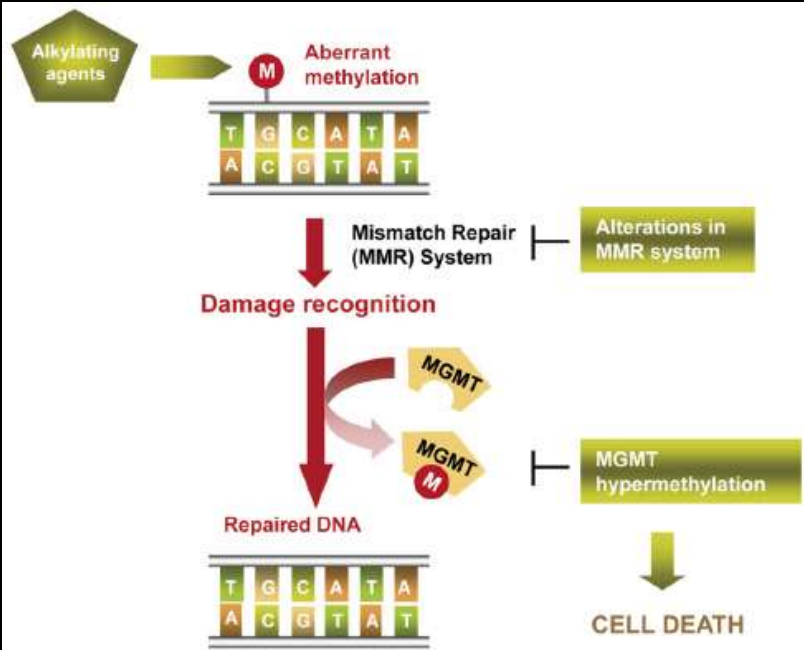 Alkylating
agents
M
Aberrant
methylation
T G C A T A
A C G T A T
Mismatch Repair
(MMR) System
Alterations in
MMR system
Damage recognition
MGMT
MGMT
M
MGMT
hypermethylation
Repaired DNA
T G C A T A
A C G T A T
CELL DEATH